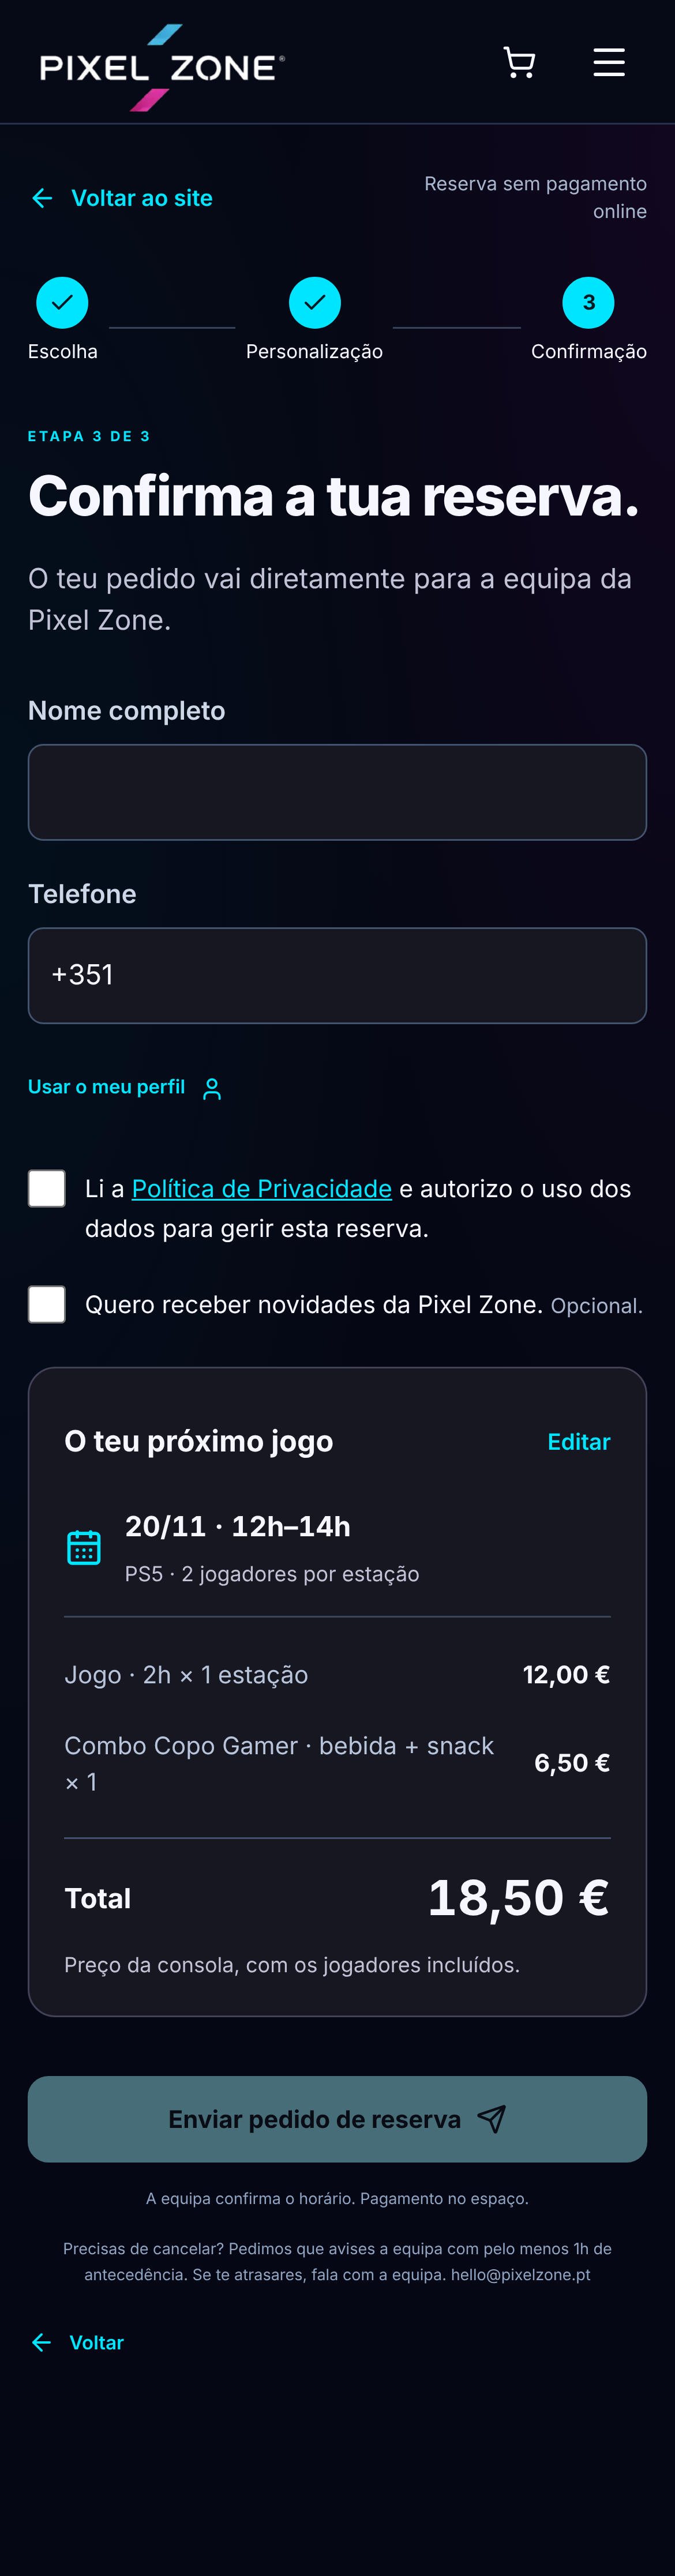 PIXEL ZONE®
Voltar ao site
Reserva sem pagamento
online
3
Escolha
Personalização
Confirmação
ETAPA 3 DE 3
Confirma a tua reserva.
O teu pedido vai diretamente para a equipa da
Pixel Zone.
Nome completo
Telefone
+351
Usar o meu perfil
Li a Política de Privacidade e autorizo o uso dos
dados para gerir esta reserva.
Quero receber novidades da Pixel Zone. Opcional.
O teu próximo jogo
Editar
20/11 · 12h–14h
PS5 · 2 jogadores por estação
Jogo · 2h × 1 estação
12,00 €
Combo Copo Gamer · bebida + snack
× 1
6,50 €
Total
18,50 €
Preço da consola, com os jogadores incluídos.
Enviar pedido de reserva
A equipa confirma o horário. Pagamento no espaço.
Precisas de cancelar? Pedimos que avises a equipa com pelo menos 1h de
antecedência. Se te atrasares, fala com a equipa. hello@pixelzone.pt
Voltar